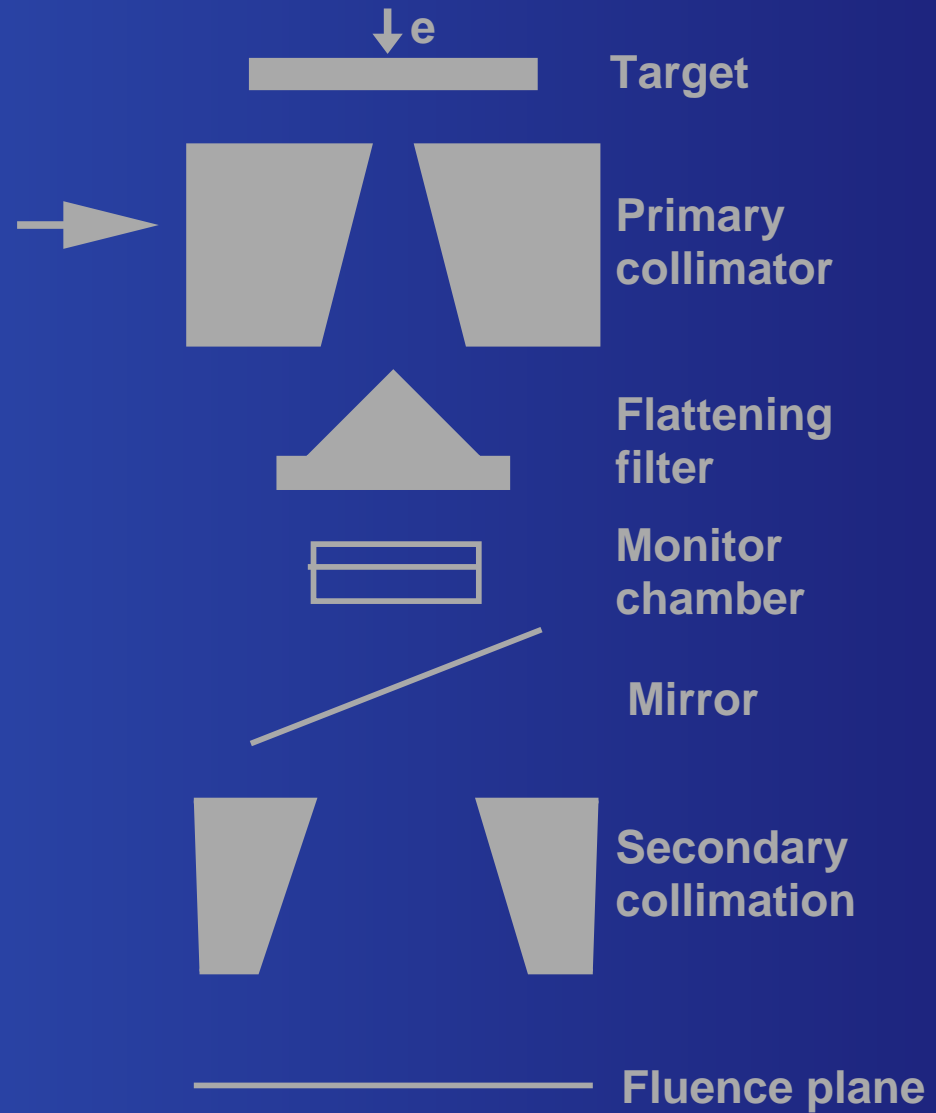 e
Target
Primary
collimator
Flattening
filter
Monitor
chamber
Mirror
Secondary
collimation
Fluence plane